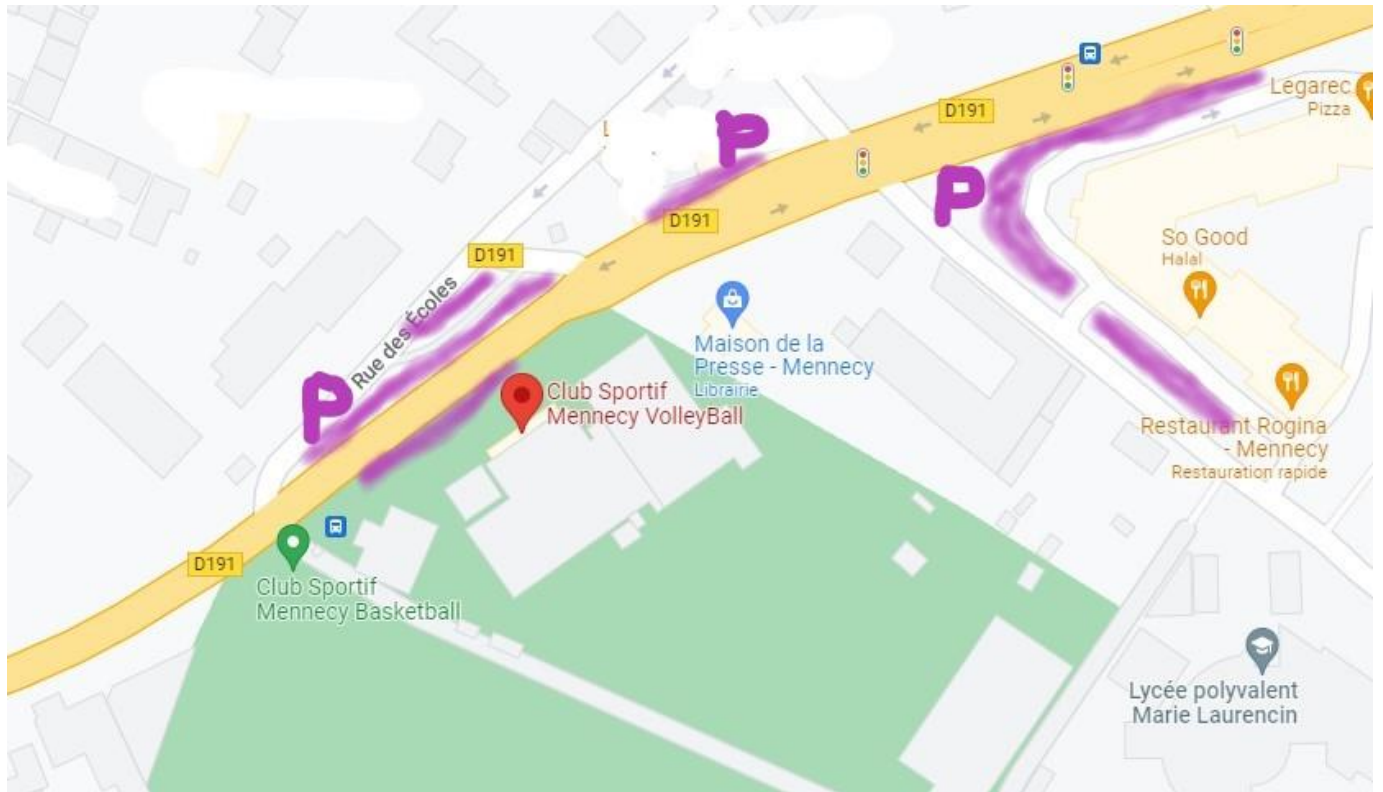 D191
Légarec
Pizza
P
P
D191
So Good
Halal
D191
Rue des Écoles
Maison de la
Presse - Mennecy
Librairie
P
Club Sportif
Mennecy VolleyBall
Restaurant Rogina
- Mennecy
Restauration rapide
D191
Club Sportif
Mennecy Basketball
Lycée polyvalent
Marie Laurencin